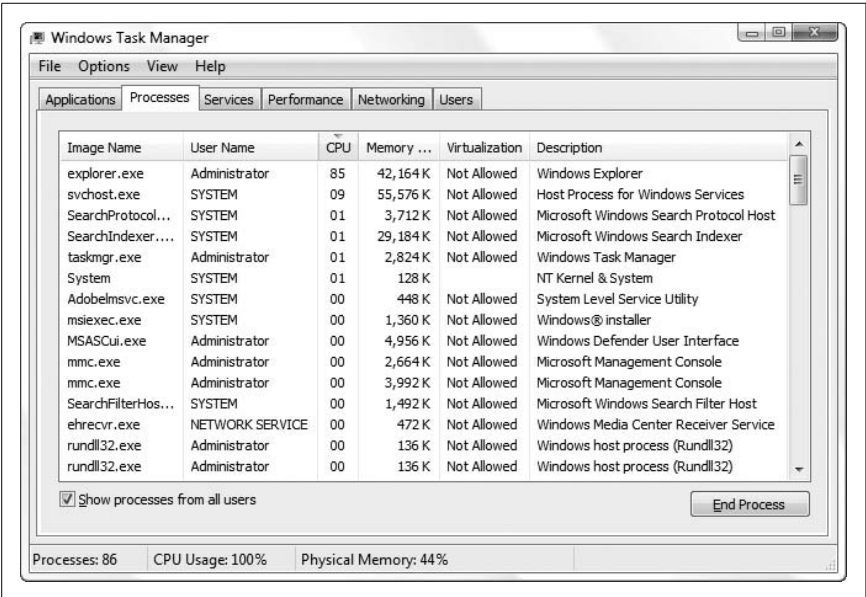 Windows Task Manager
File Options View Help
Applications Processes Services Performance Networking Users
Image Name User Name CPU Memory ... Virtualization Description
explorer.exe Administrator 85 42,164 K Not Allowed Windows Explorer
svchost.exe SYSTEM 09 55,576 K Not Allowed Host Process for Windows Services
SearchProtocol... SYSTEM 01 3,712 K Not Allowed Microsoft Windows Search Protocol Host
SearchIndexer.... SYSTEM 01 29,184 K Not Allowed Microsoft Windows Search Indexer
taskmgr.exe Administrator 01 2,824 K Not Allowed Windows Task Manager
System SYSTEM 01 128 K NT Kernel & System
Adobelmsvc.exe SYSTEM 00 448 K Not Allowed System Level Service Utility
msiexec.exe SYSTEM 00 1,360 K Not Allowed Windows® installer
MSASCui.exe Administrator 00 4,956 K Not Allowed Windows Defender User Interface
mmc.exe Administrator 00 2,664 K Not Allowed Microsoft Management Console
mmc.exe Administrator 00 3,992 K Not Allowed Microsoft Management Console
SearchFilterHos... SYSTEM 00 1,492 K Not Allowed Microsoft Windows Search Filter Host
ehrecvr.exe NETWORK SERVICE 00 472 K Not Allowed Windows Media Center Receiver Service
rundll32.exe Administrator 00 136 K Not Allowed Windows host process (Rundll32)
rundll32.exe Administrator 00 136 K Not Allowed Windows host process (Rundll32)
Show processes from all users
End Process
Processes: 86 CPU Usage: 100% Physical Memory: 44%